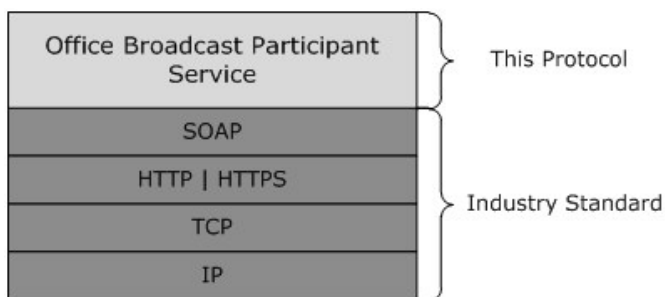 Office Broadcast Participant
Service
This Protocol
SOAP
HTTP | HTTPS
TCP
IP
Industry Standard